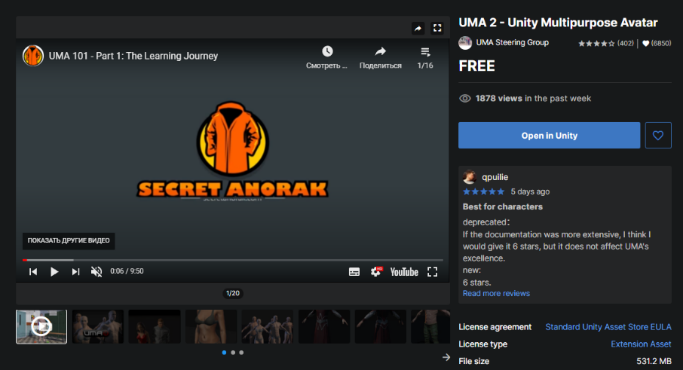 UMA 2 - Unity Multipurpose Avatar
UMA Steering Group
(402)
(6850)
FREE
1878 views in the past week
Open in Unity
UMA 101 - Part 1: The Learning Journey
Смотреть ...
Поделиться
1/16
SECRET ANORAK
ПОКАЗАТЬ ДРУГИЕ ВИДЕО
0:06 / 9:50
YouTube
1/20
qpuilie
5 days ago
Best for characters
deprecated:
If the documentation was more extensive, I think I
would give it 6 stars, but it does not affect UMA's
excellence.
new:
6 stars.
Read more reviews
License agreement Standard Unity Asset Store EULA
License type Extension Asset
File size 531.2 MB